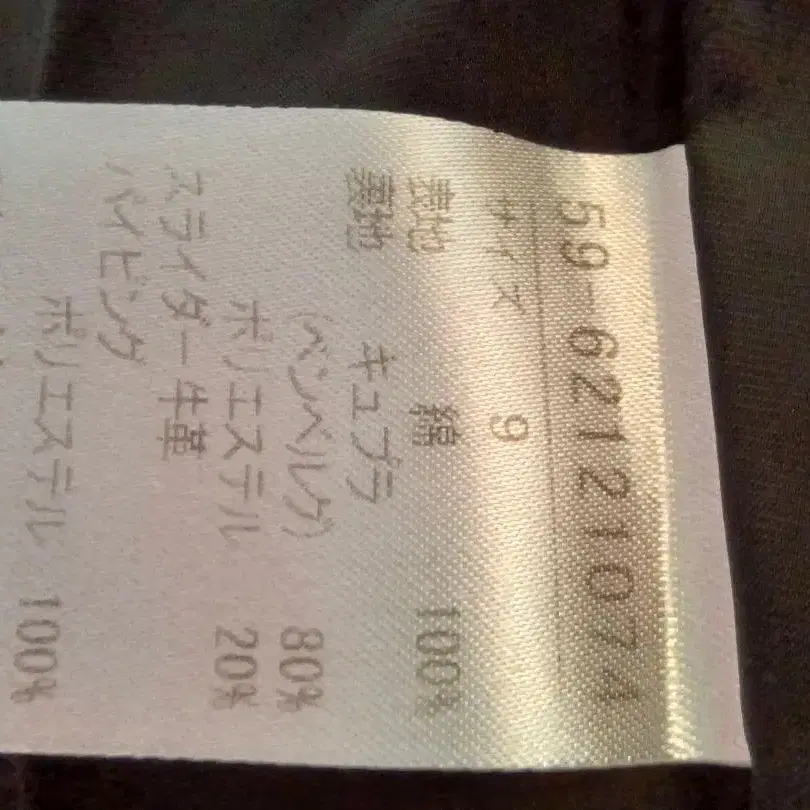 59-62121074
サイズ 9
表地 綿 100%
裏地 キュプラ
(ベンベルグ) 80%
ポリエステル 20%
スライダー 牛革
パイピング
ポリエステル 100%